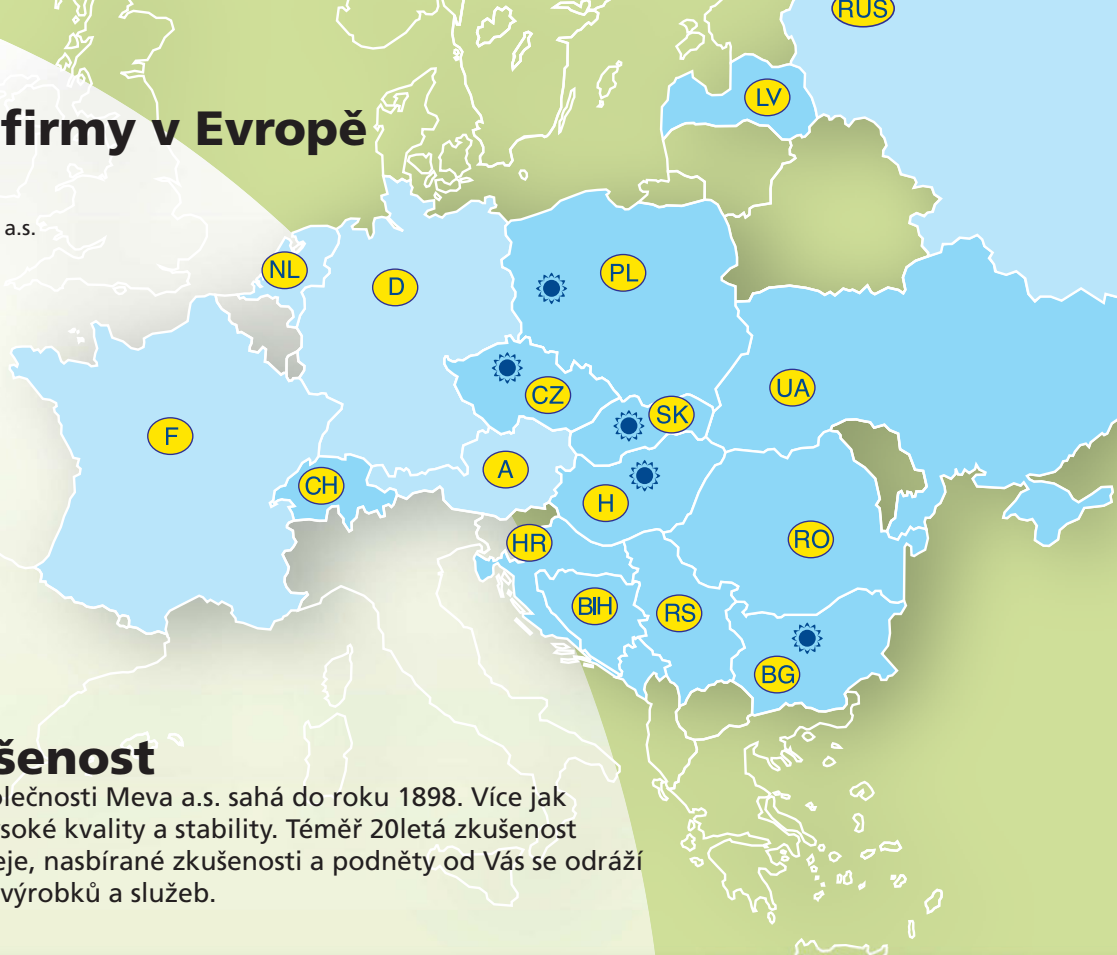 RUS
LV
firmy v Evropě
a.s.
NL
D
PL
CZ
SK
UA
F
A
CH
H
HR
RO
BIH
RS
BG
šenost
olečnosti Meva a.s. sahá do roku 1898. Více jak
soké kvality a stability. Téměř 20letá zkušenost
eje, nasbírané zkušenosti a podněty od Vás se odráží
výrobků a služeb.